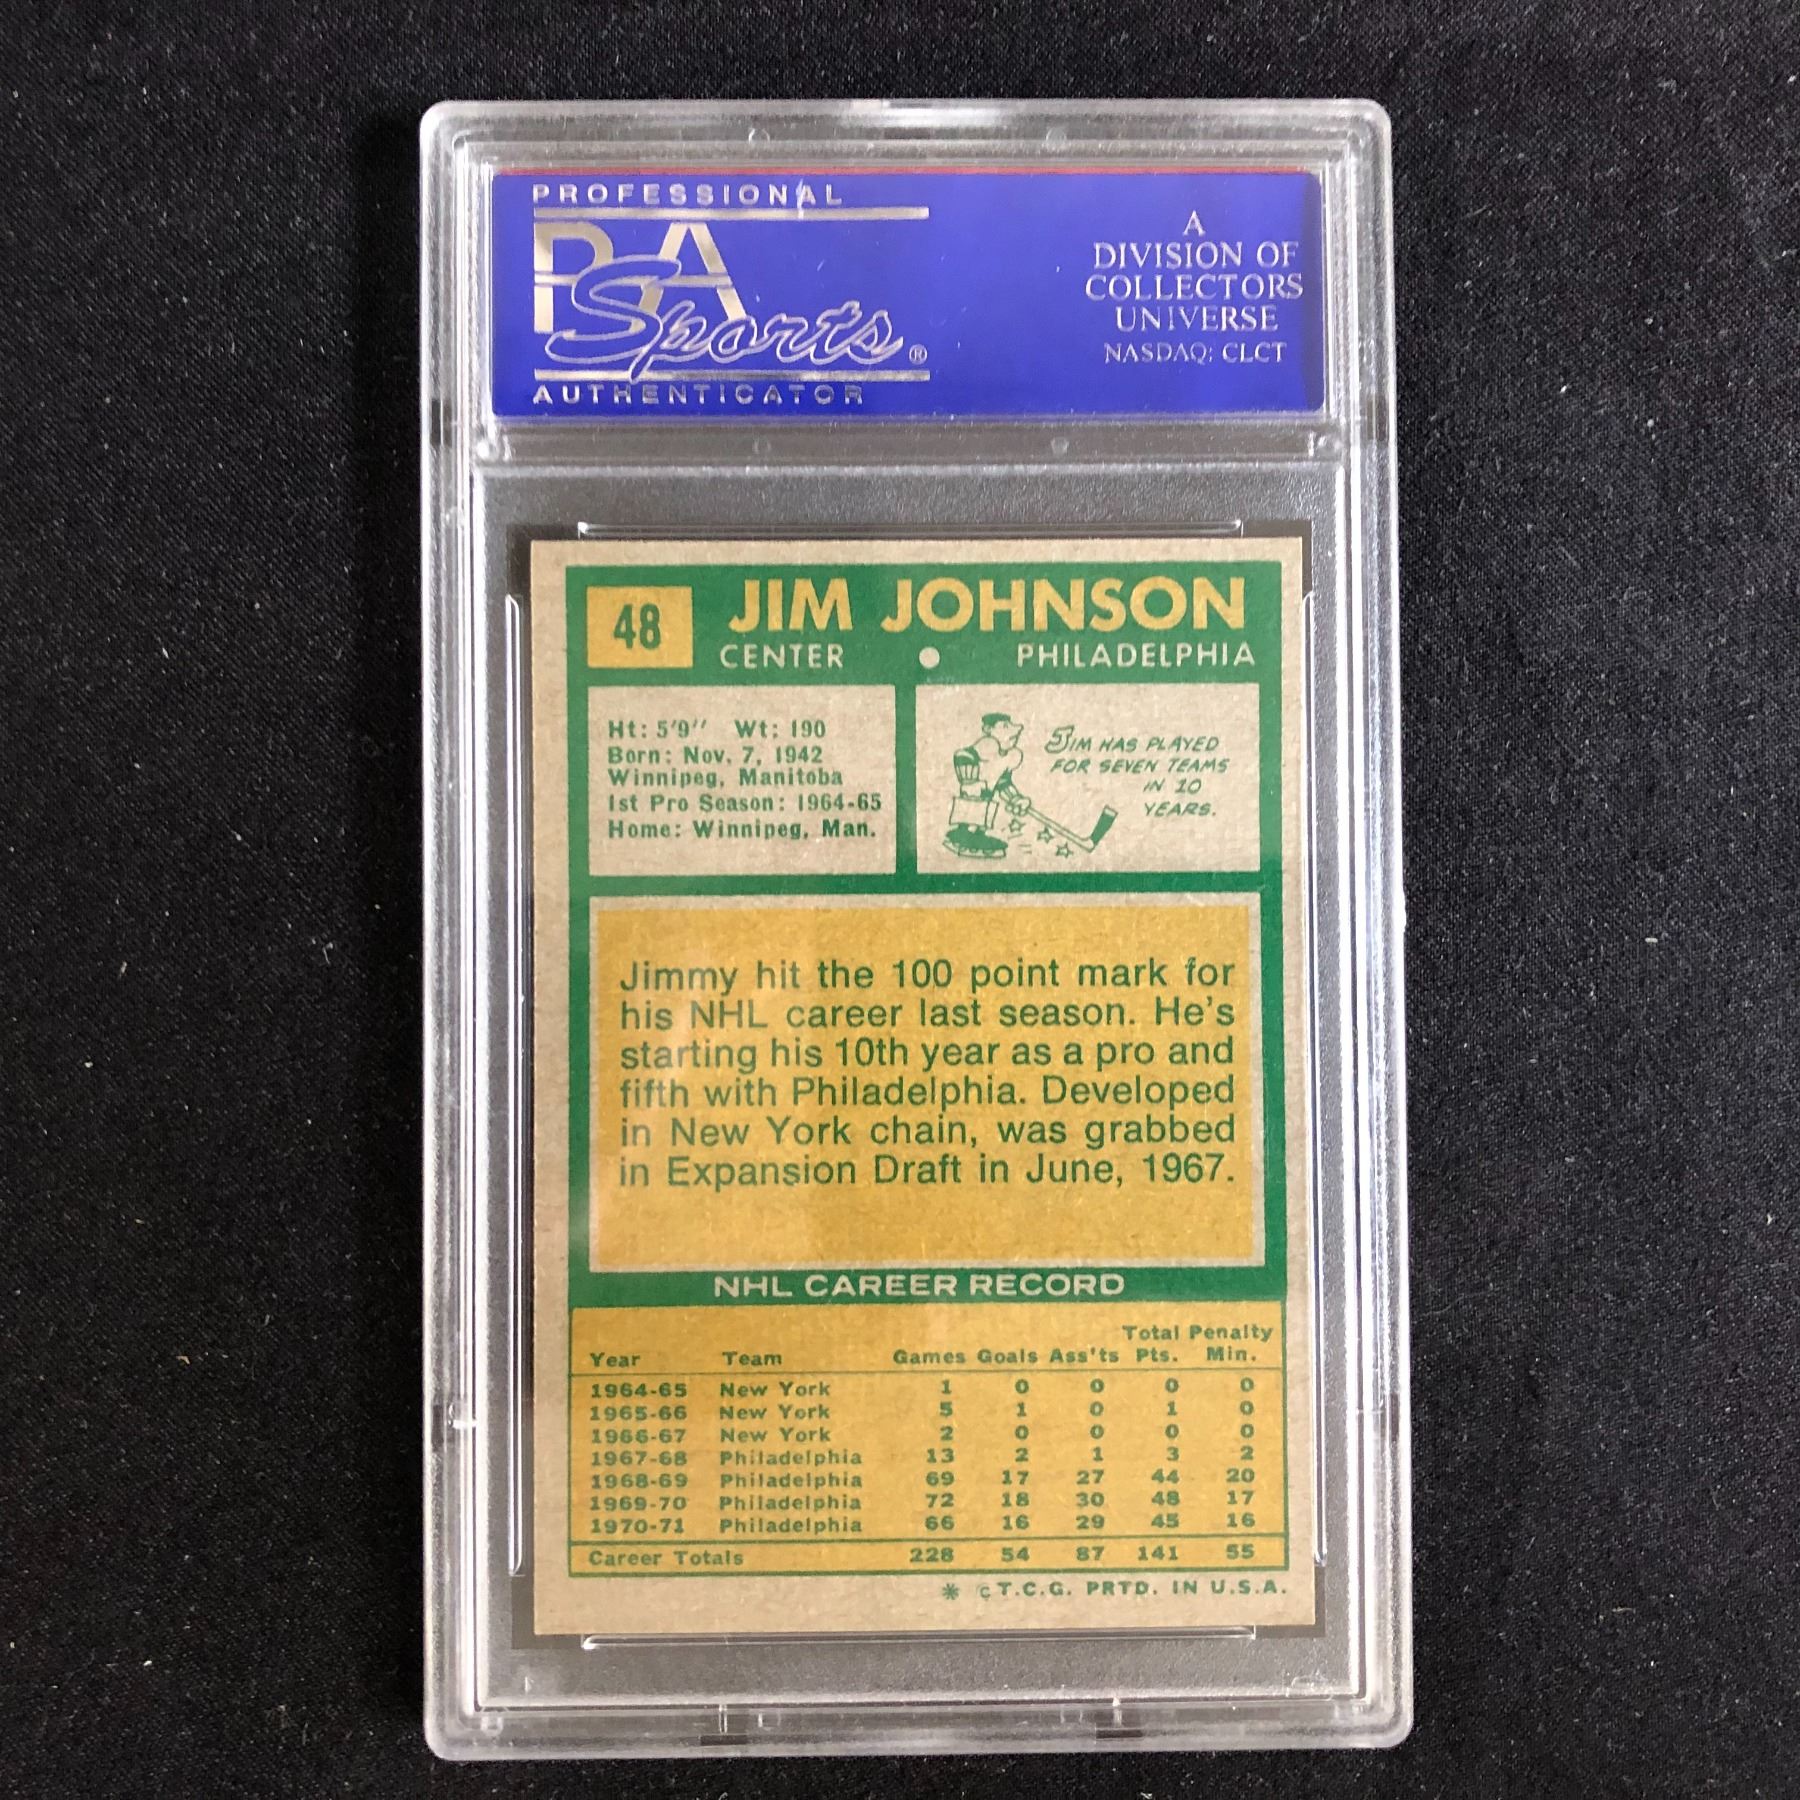 PROFESSIONAL
PSA
Sports®
AUTHENTICATOR
A
DIVISION OF
COLLECTORS
UNIVERSE
NASDAQ: CLCT
48
JIM JOHNSON
CENTER ● PHILADELPHIA
Ht: 5'9" Wt: 190
Born: Nov. 7, 1942
Winnipeg, Manitoba
1st Pro Season: 1964-65
Home: Winnipeg, Man.
JIM HAS PLAYED
FOR SEVEN TEAMS
IN 10
YEARS.
Jimmy hit the 100 point mark for
his NHL career last season. He's
starting his 10th year as a pro and
fifth with Philadelphia. Developed
in New York chain, was grabbed
in Expansion Draft in June, 1967.
NHL CAREER RECORD
Total Penalty
Year Team Games Goals Ass'ts Pts. Min.
1964-65 New York 1 0 0 0 0
1965-66 New York 5 1 0 1 0
1966-67 New York 2 0 0 0 0
1967-68 Philadelphia 13 2 1 3 2
1968-69 Philadelphia 69 17 27 44 20
1969-70 Philadelphia 72 18 30 48 17
1970-71 Philadelphia 66 16 29 45 16
Career Totals 228 54 87 141 55
* ©T.C.G. PRTD. IN U.S.A.